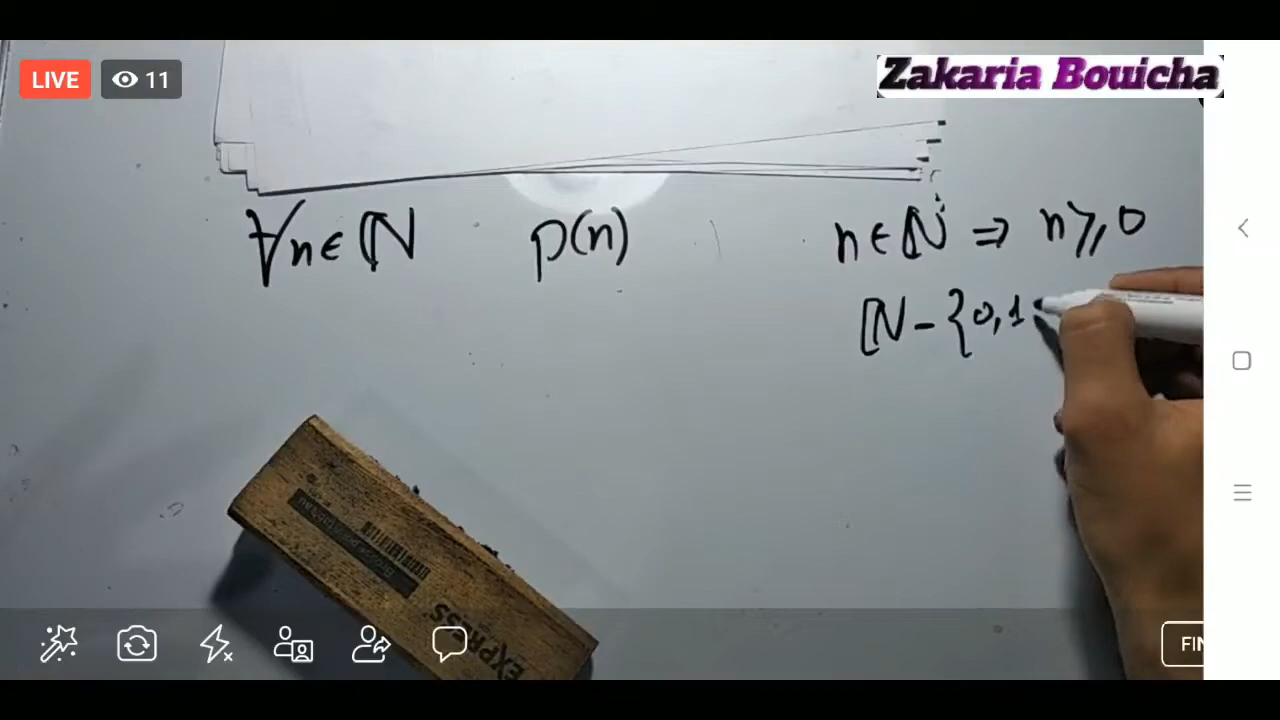 LIVE 11
Zakaria Bouicha
∀n∈ℕ p(n) n∈ℕ ⇒ n⩾0
ℕ-{0,1
EXPRESS
FIN